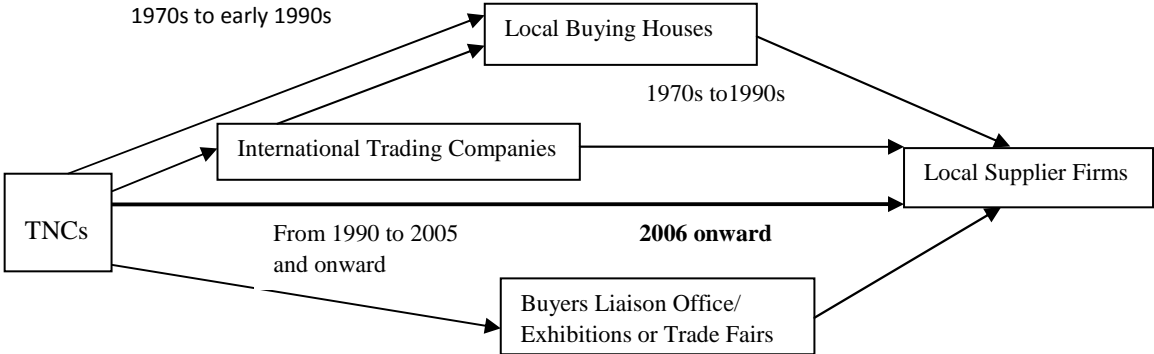 1970s to early 1990s
Local Buying Houses
1970s to1990s
International Trading Companies
Local Supplier Firms
TNCs
From 1990 to 2005
and onward
2006 onward
Buyers Liaison Office/
Exhibitions or Trade Fairs